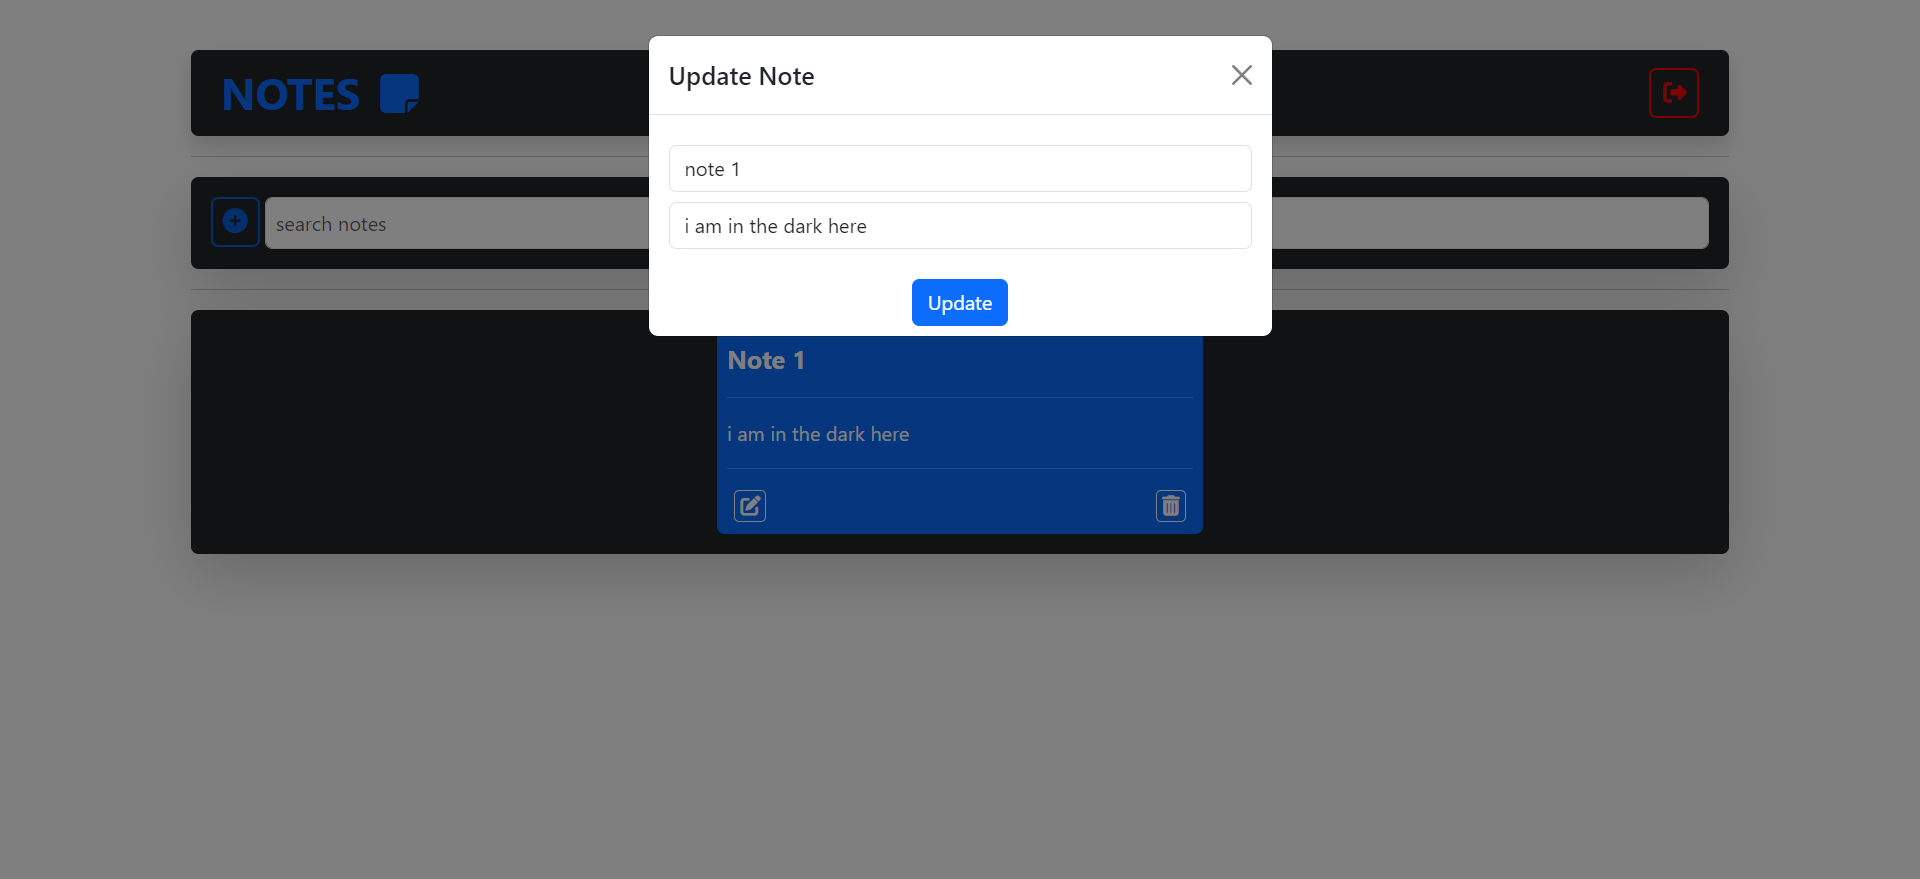 NOTES
Update Note
note 1
i am in the dark here
Update
search notes
Note 1
i am in the dark here